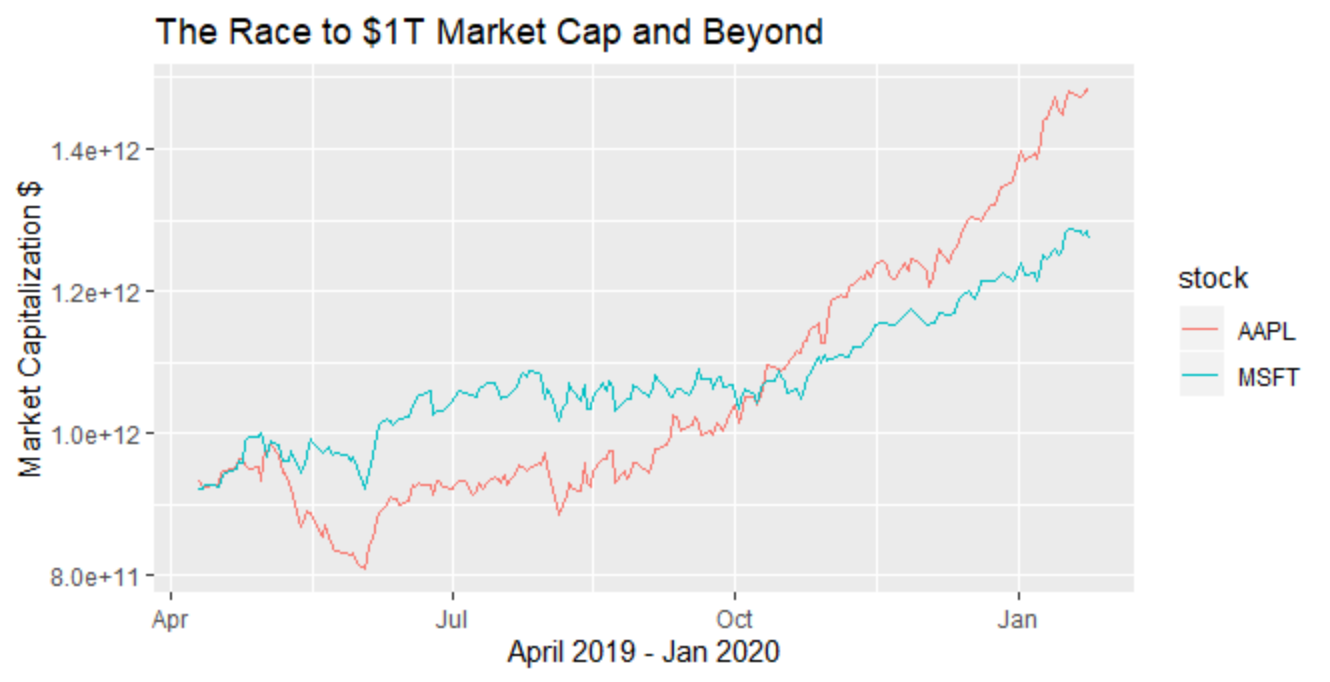 The Race to $1T Market Cap and Beyond
Market Capitalization $
1.4e+12
1.2e+12
1.0e+12
8.0e+11
Apr Jul Oct Jan
April 2019 - Jan 2020
stock
AAPL
MSFT